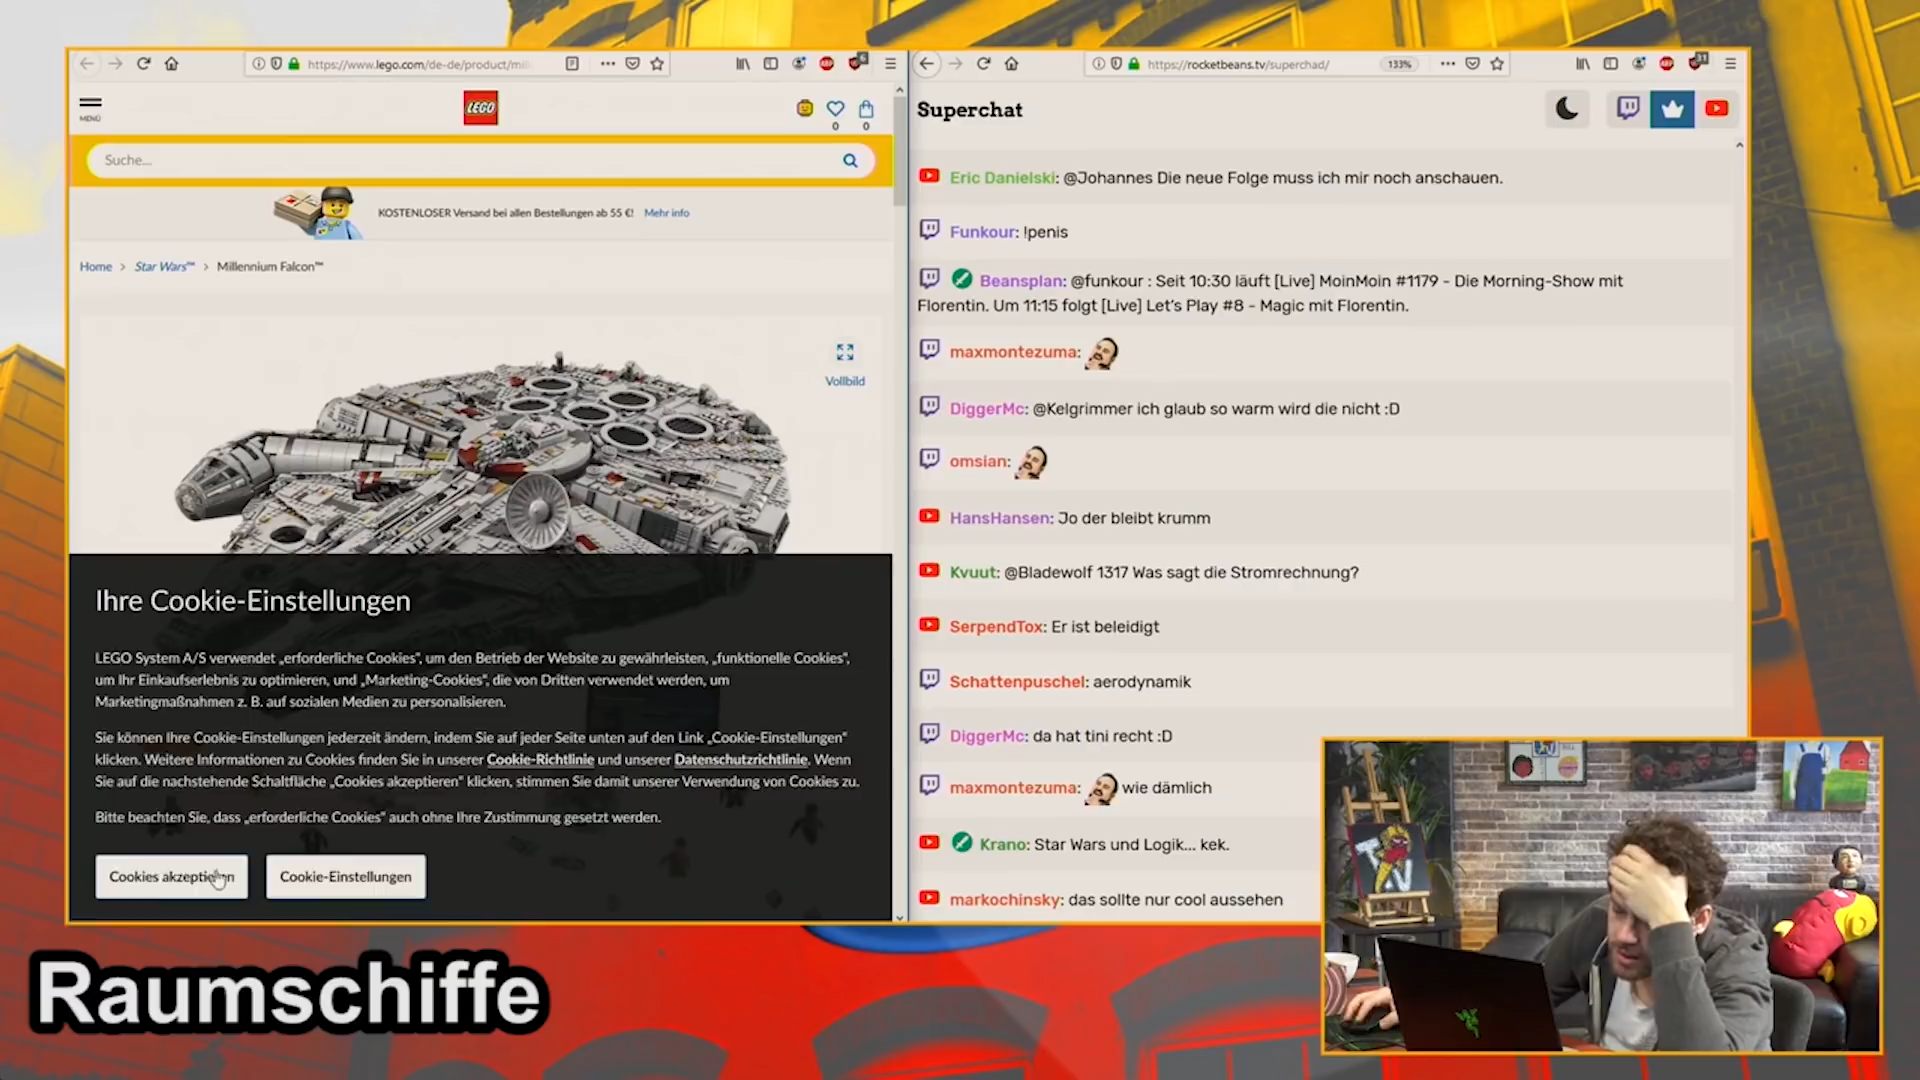 https://www.lego.com/de-de/product/mil
https://rocketbeans.tv/superchad/
133%
MENÜ
LEGO
0
0
Superchat
Suche...
KOSTENLOSER Versand bei allen Bestellungen ab 55 €! Mehr info
Home > Star Wars™ > Millennium Falcon™
Vollbild
Ihre Cookie-Einstellungen
LEGO System A/S verwendet „erforderliche Cookies", um den Betrieb der Website zu gewährleisten, „funktionelle Cookies",
um Ihr Einkaufserlebnis zu optimieren, und „Marketing-Cookies", die von Dritten verwendet werden, um
Marketingmaßnahmen z. B. auf sozialen Medien zu personalisieren.
Sie können Ihre Cookie-Einstellungen jederzeit ändern, indem Sie auf jeder Seite unten auf den Link „Cookie-Einstellungen"
klicken. Weitere Informationen zu Cookies finden Sie in unserer Cookie-Richtlinie und unserer Datenschutzrichtlinie. Wenn
Sie auf die nachstehende Schaltfläche „Cookies akzeptieren" klicken, stimmen Sie damit unserer Verwendung von Cookies zu.
Bitte beachten Sie, dass „erforderliche Cookies" auch ohne Ihre Zustimmung gesetzt werden.
Cookies akzeptieren
Cookie-Einstellungen
Eric Danielski: @Johannes Die neue Folge muss ich mir noch anschauen.
Funkour: !penis
Beansplan: @funkour : Seit 10:30 läuft [Live] MoinMoin #1179 - Die Morning-Show mit
Florentin. Um 11:15 folgt [Live] Let's Play #8 - Magic mit Florentin.
maxmontezuma:
DiggerMc: @Kelgrimmer ich glaub so warm wird die nicht :D
omsian:
HansHansen: Jo der bleibt krumm
Kvuut: @Bladewolf 1317 Was sagt die Stromrechnung?
SerpendTox: Er ist beleidigt
Schattenpuschel: aerodynamik
DiggerMc: da hat tini recht :D
maxmontezuma: wie dämlich
Krano: Star Wars und Logik... kek.
markochinsky: das sollte nur cool aussehen
Raumschiffe